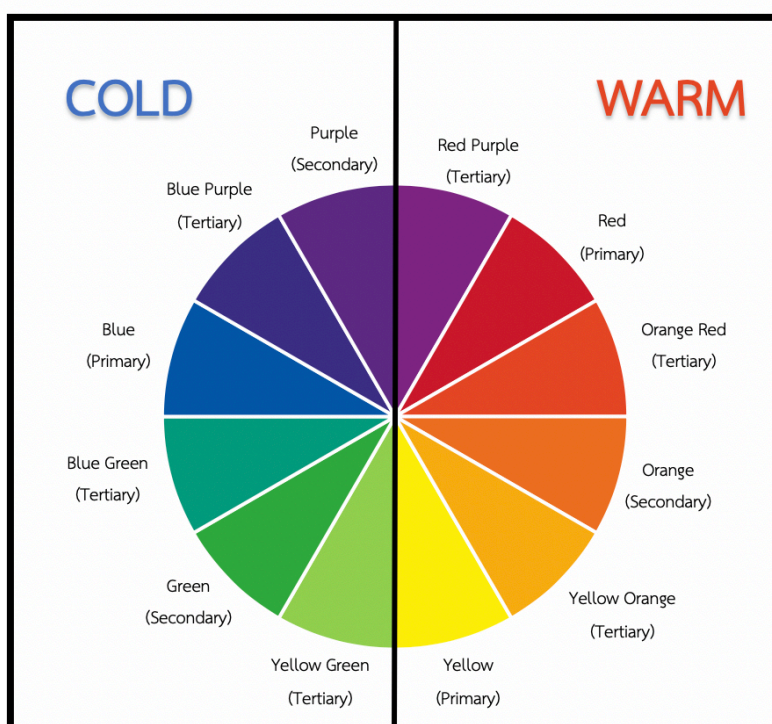 COLD
WARM
Purple
(Secondary)
Red Purple
(Tertiary)
Blue Purple
(Tertiary)
Red
(Primary)
Blue
(Primary)
Orange Red
(Tertiary)
Blue Green
(Tertiary)
Orange
(Secondary)
Green
(Secondary)
Yellow Orange
(Tertiary)
Yellow Green
(Tertiary)
Yellow
(Primary)